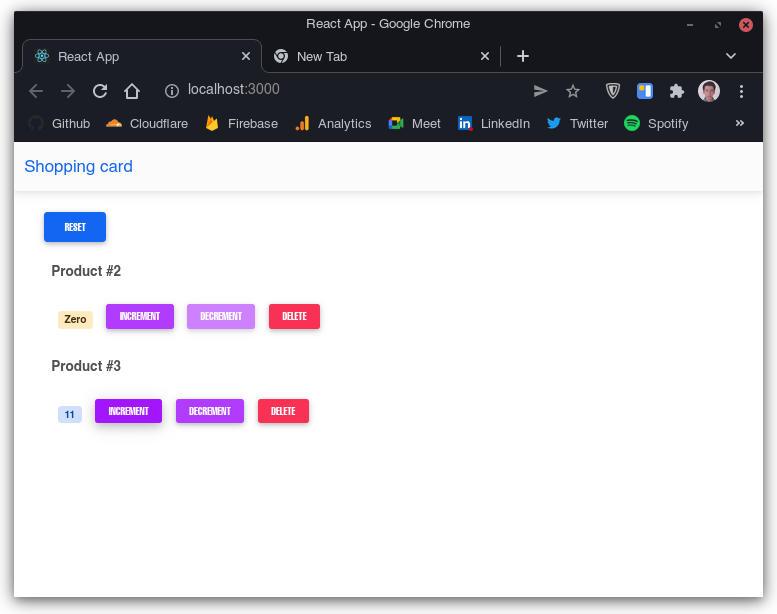 React App - Google Chrome
React App
New Tab
localhost:3000
Github Cloudflare Firebase Analytics Meet LinkedIn Twitter Spotify »
Shopping card
RESET
Product #2
Zero INCREMENT DECREMENT DELETE
Product #3
11 INCREMENT DECREMENT DELETE